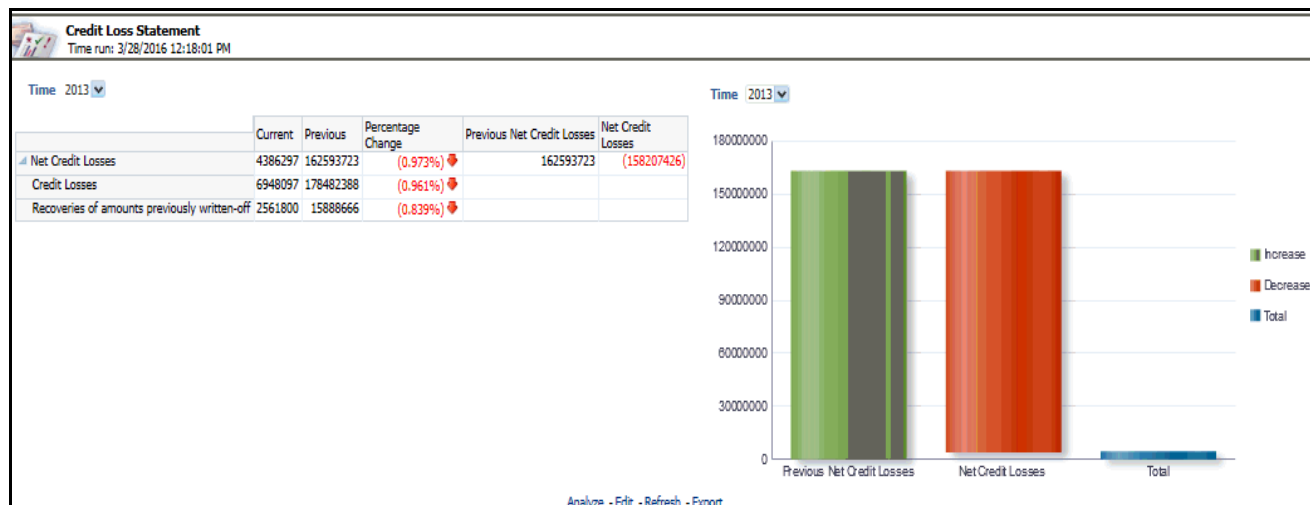 Credit Loss Statement
Time run: 3/28/2016 12:18:01 PM
Time 2013
Current Previous Percentage Change Previous Net Credit Losses Net Credit Losses
Net Credit Losses 4386297 162593723 (0.973%) 162593723 (158207426)
Credit Losses 6948097 178482388 (0.961%)
Recoveries of amounts previously written-off 2561800 15888666 (0.839%)
Time 2013
180000000
150000000
120000000
90000000
60000000
30000000
0
Previous Net Credit Losses Net Credit Losses Total
Increase
Decrease
Total
Analyze - Edit - Refresh - Export